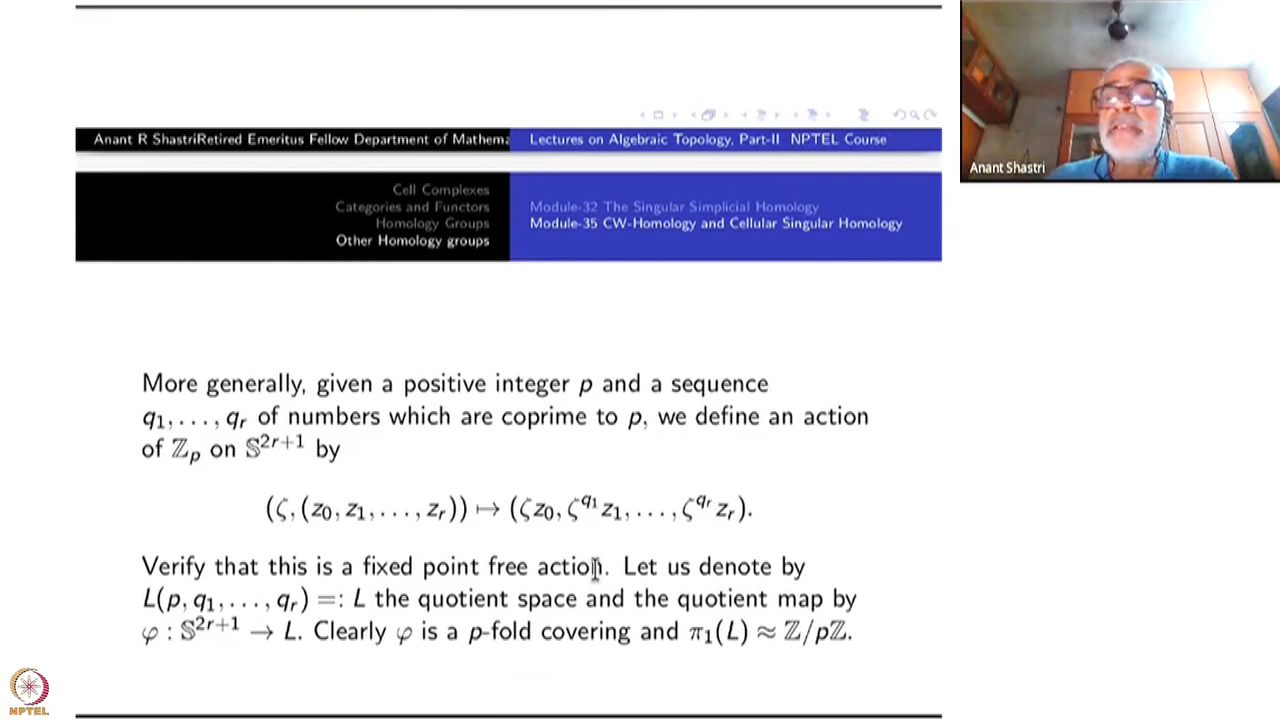 Anant R ShastriRetired Emeritus Fellow Department of Mathema
Lectures on Algebraic Topology, Part-II NPTEL Course
Cell Complexes
Categories and Functors
Homology Groups
Other Homology groups
Module-32 The Singular Simplicial Homology
Module-35 CW-Homology and Cellular Singular Homology
More generally, given a positive integer p and a sequence
q₁, . . . , qᵣ of numbers which are coprime to p, we define an action
of ℤₚ on 𝕊²ʳ⁺¹ by
(ζ, (z₀, z₁, . . . , zᵣ)) ↦ (ζz₀, ζ^{q₁}z₁, . . . , ζ^{qᵣ}zᵣ).
Verify that this is a fixed point free action. Let us denote by
L(p, q₁, . . . , qᵣ) =: L the quotient space and the quotient map by
φ : 𝕊²ʳ⁺¹ → L. Clearly φ is a p-fold covering and π₁(L) ≈ ℤ/pℤ.
Anant Shastri
NPTEL